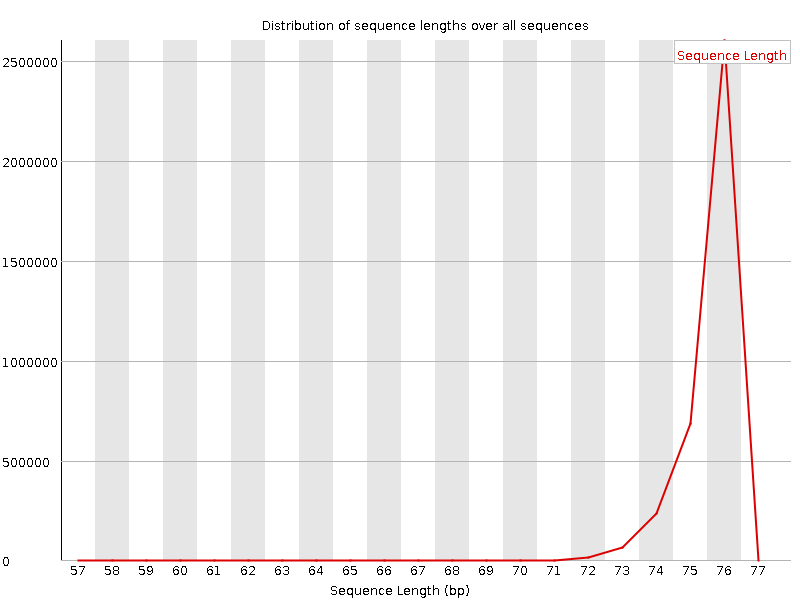 Distribution of sequence lengths over all sequences
Sequence Length
2500000
2000000
1500000
1000000
500000
0
57 58 59 60 61 62 63 64 65 66 67 68 69 70 71 72 73 74 75 76 77
Sequence Length (bp)